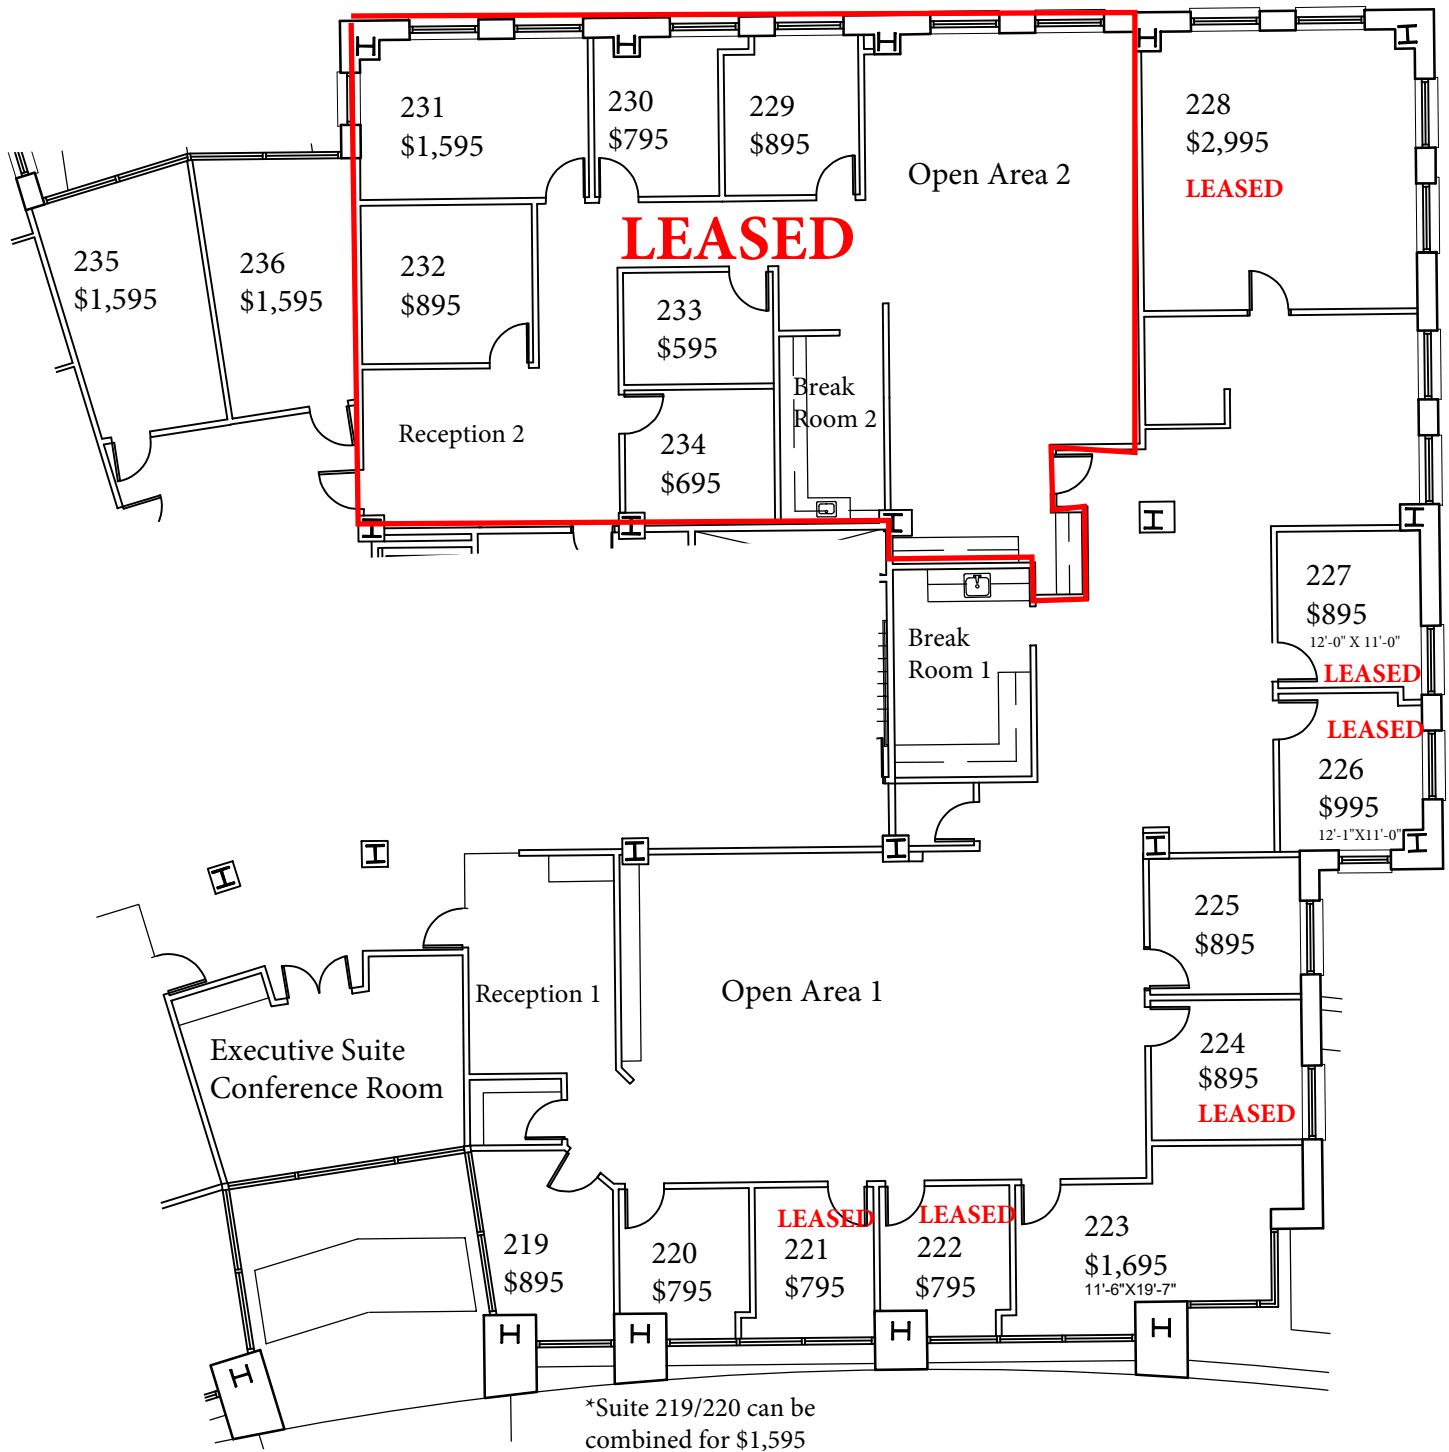 231
$1,595
230
$795
229
$895
Open Area 2
228
$2,995
LEASED
LEASED
235
$1,595
236
$1,595
232
$895
233
$595
Break
Room 2
Reception 2
234
$695
227
$895
12'-0" X 11'-0"
LEASED
Break
Room 1
LEASED
226
$995
12'-1"X11'-0"
225
$895
Reception 1
Open Area 1
Executive Suite
Conference Room
224
$895
LEASED
219
$895
220
$795
LEASED
221
$795
LEASED
222
$795
223
$1,695
11'-6"X19'-7"
*Suite 219/220 can be
combined for $1,595